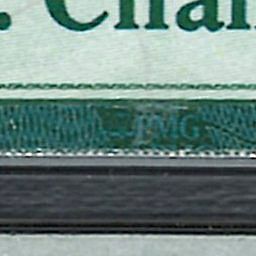 . Chan
PMG